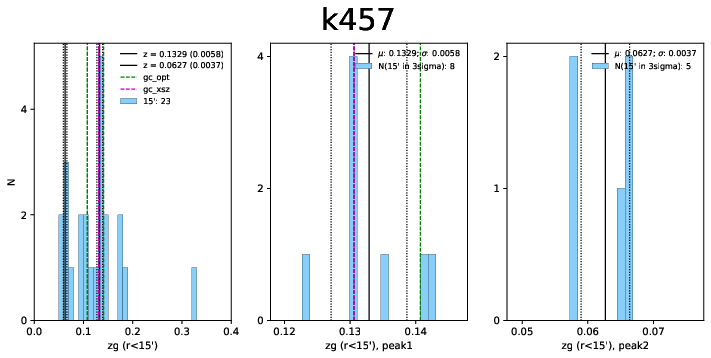 k457
z = 0.1329 (0.0058)
z = 0.0627 (0.0037)
gc_opt
gc_xsz
15': 23
N
0
2
4
0.0 0.1 0.2 0.3 0.4
zg (r<15')
μ: 0.1329; σ: 0.0058
N(15' in 3sigma): 8
0
2
4
0.12 0.13 0.14
zg (r<15'), peak1
μ: 0.0627; σ: 0.0037
N(15' in 3sigma): 5
0
1
2
0.05 0.06 0.07
zg (r<15'), peak2